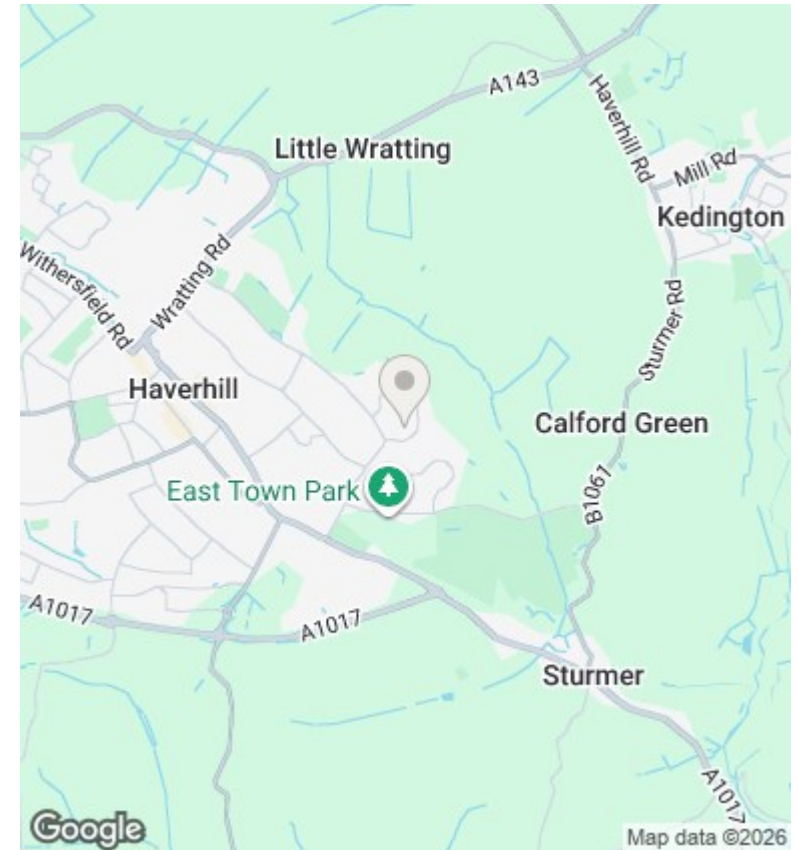 A143
Haverhill Rd
Little Wratting
Mill Rd
Kedington
Withersfield Rd
Wratting Rd
Sturmer Rd
Haverhill
Calford Green
East Town Park
B1061
A1017
A1017
Sturmer
A1017
Google
Map data ©2026